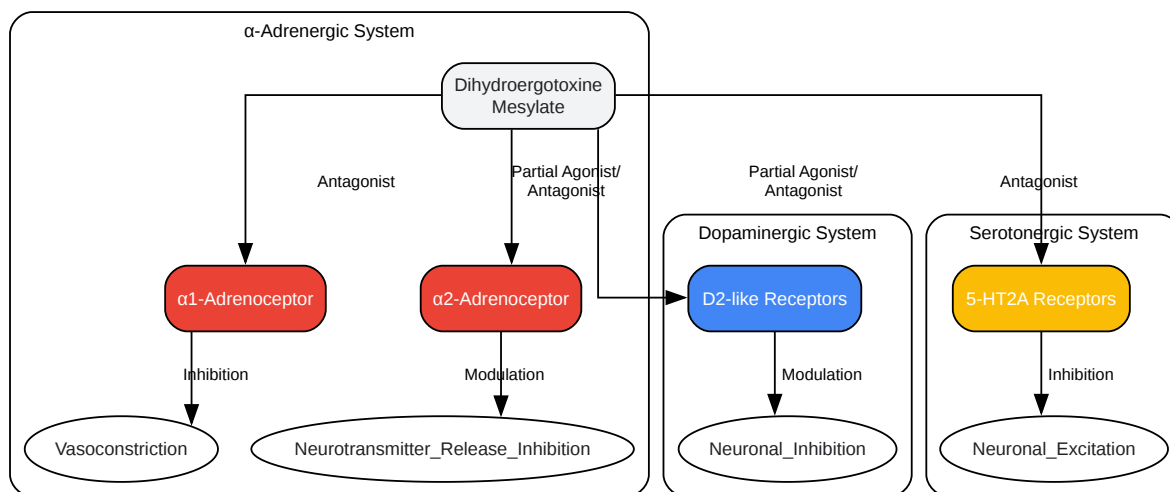 α-Adrenergic System
Dihydroergotoxine
Mesylate
Antagonist
Partial Agonist/
Antagonist
Partial Agonist/
Antagonist
Antagonist
Dopaminergic System
Serotonergic System
α1-Adrenoceptor
α2-Adrenoceptor
D2-like Receptors
5-HT2A Receptors
Inhibition
Modulation
Modulation
Inhibition
Vasoconstriction
Neurotransmitter_Release_Inhibition
Neuronal_Inhibition
Neuronal_Excitation